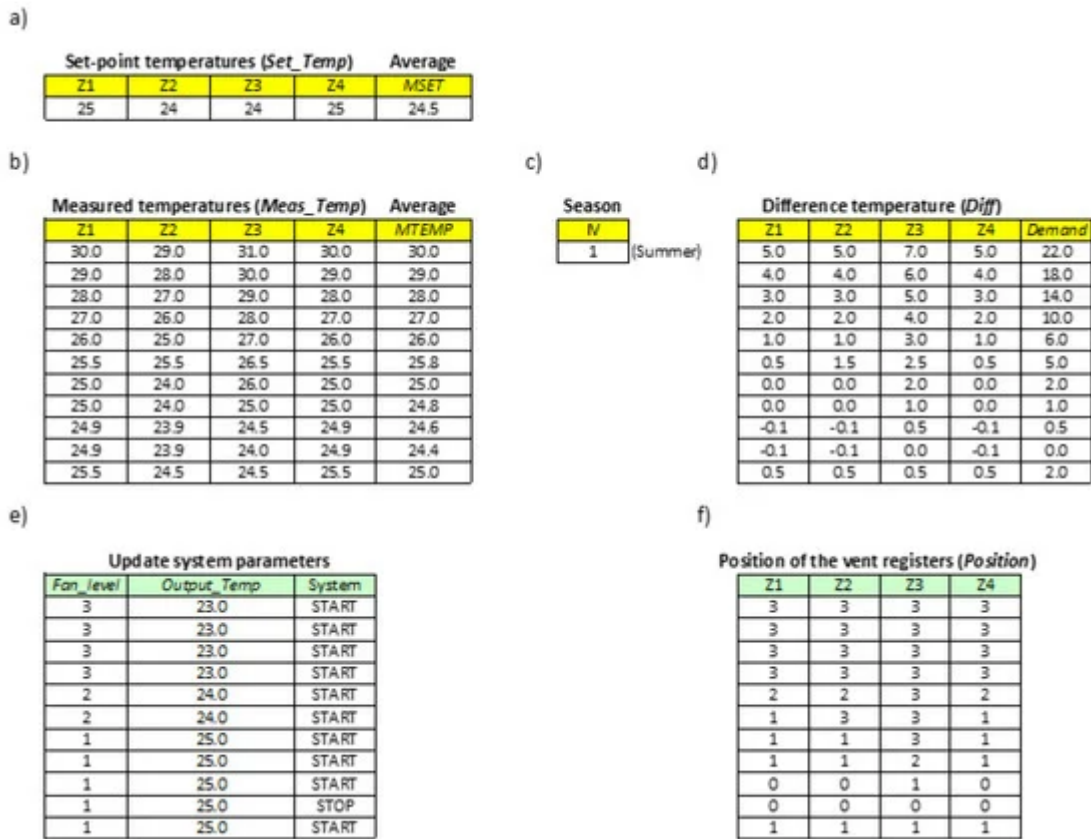 a)
Set-point temperatures (Set_Temp) Average
Z1 Z2 Z3 Z4 MSET
25 24 24 25 24.5
b)
Measured temperatures (Meas_Temp) Average
Z1 Z2 Z3 Z4 MTEMP
30.0 29.0 31.0 30.0 30.0
29.0 28.0 30.0 29.0 29.0
28.0 27.0 29.0 28.0 28.0
27.0 26.0 28.0 27.0 27.0
26.0 25.0 27.0 26.0 26.0
25.5 25.5 26.5 25.5 25.8
25.0 24.0 26.0 25.0 25.0
25.0 24.0 25.0 25.0 24.8
24.9 23.9 24.5 24.9 24.6
24.9 23.9 24.0 24.9 24.4
25.5 24.5 24.5 25.5 25.0
c)
Season
IV
1 (Summer)
d)
Difference temperature (Diff)
Z1 Z2 Z3 Z4 Demand
5.0 5.0 7.0 5.0 22.0
4.0 4.0 6.0 4.0 18.0
3.0 3.0 5.0 3.0 14.0
2.0 2.0 4.0 2.0 10.0
1.0 1.0 3.0 1.0 6.0
0.5 1.5 2.5 0.5 5.0
0.0 0.0 2.0 0.0 2.0
0.0 0.0 1.0 0.0 1.0
-0.1 -0.1 0.5 -0.1 0.5
-0.1 -0.1 0.0 -0.1 0.0
0.5 0.5 0.5 0.5 2.0
e)
Update system parameters
Fan_level Output_Temp System
3 23.0 START
3 23.0 START
3 23.0 START
3 23.0 START
2 24.0 START
2 24.0 START
1 25.0 START
1 25.0 START
1 25.0 START
1 25.0 STOP
1 25.0 START
f)
Position of the vent registers (Position)
Z1 Z2 Z3 Z4
3 3 3 3
3 3 3 3
3 3 3 3
3 3 3 3
2 2 3 2
1 3 3 1
1 1 3 1
1 1 2 1
0 0 1 0
0 0 0 0
1 1 1 1